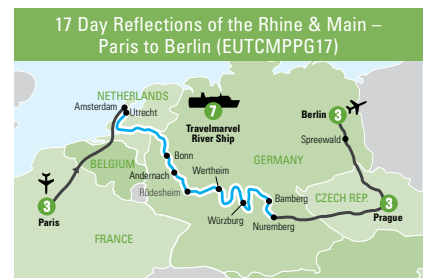 17 Day Reflections of the Rhine & Main –
Paris to Berlin (EUTCMPPG17)
NETHERLANDS
Amsterdam
Utrecht
7
Travelmarvel
River Ship
Berlin 3
Spreewald
BELGIUM
Bonn
GERMANY
Andernach
Wertheim
Rüdesheim
3
Paris
Würzburg
Bamberg
Nuremberg
CZECH REP.
3
Prague
FRANCE